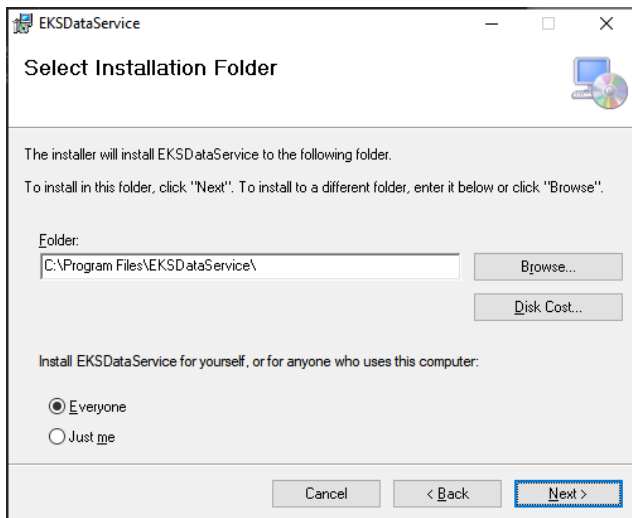 EKSDataService
Select Installation Folder
The installer will install EKSDataService to the following folder.
To install in this folder, click "Next". To install to a different folder, enter it below or click "Browse".
Folder:
C:\Program Files\EKSDataService\
Browse...
Disk Cost...
Install EKSDataService for yourself, or for anyone who uses this computer:
Everyone
Just me
Cancel
< Back
Next >